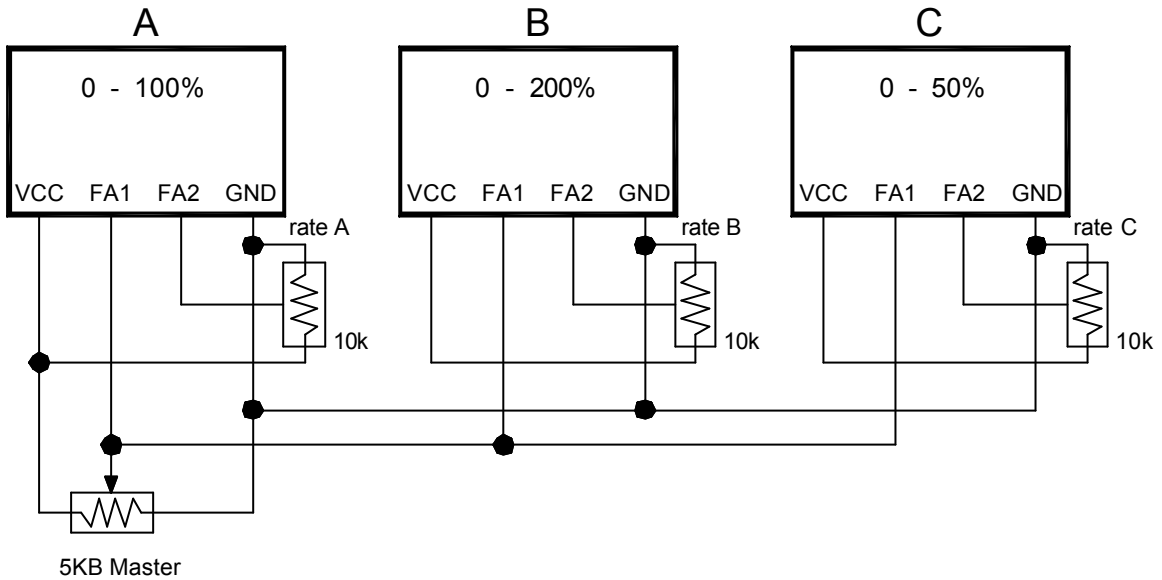 A B C
0 - 100% 0 - 200% 0 - 50%
VCC FA1 FA2 GND VCC FA1 FA2 GND VCC FA1 FA2 GND
rate A rate B rate C
10k 10k 10k
5KB Master